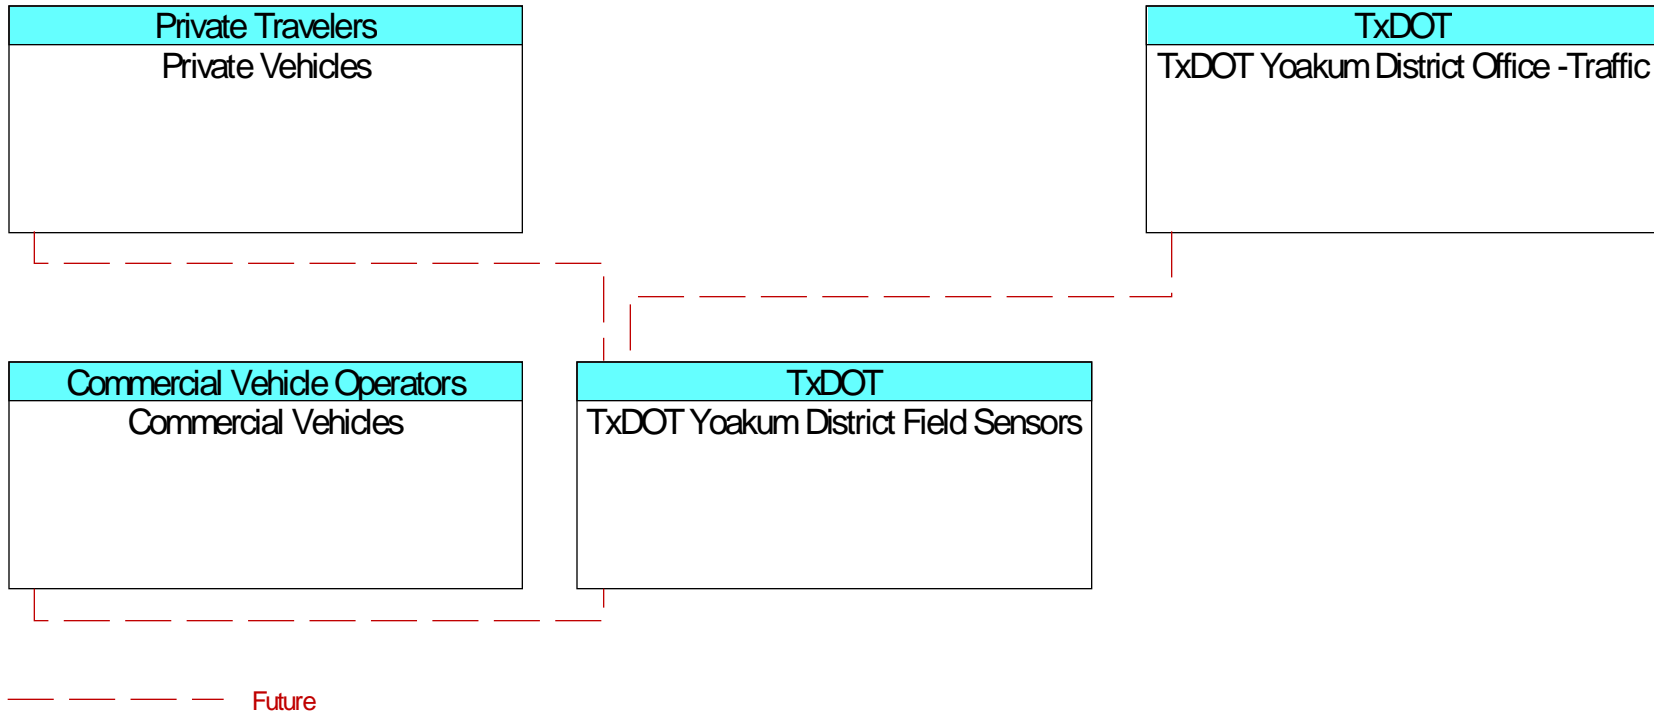 Private Travelers
Private Vehicles
TxDOT
TxDOT Yoakum District Office -Traffic
Commercial Vehicle Operators
Commercial Vehicles
TxDOT
TxDOT Yoakum District Field Sensors
Future